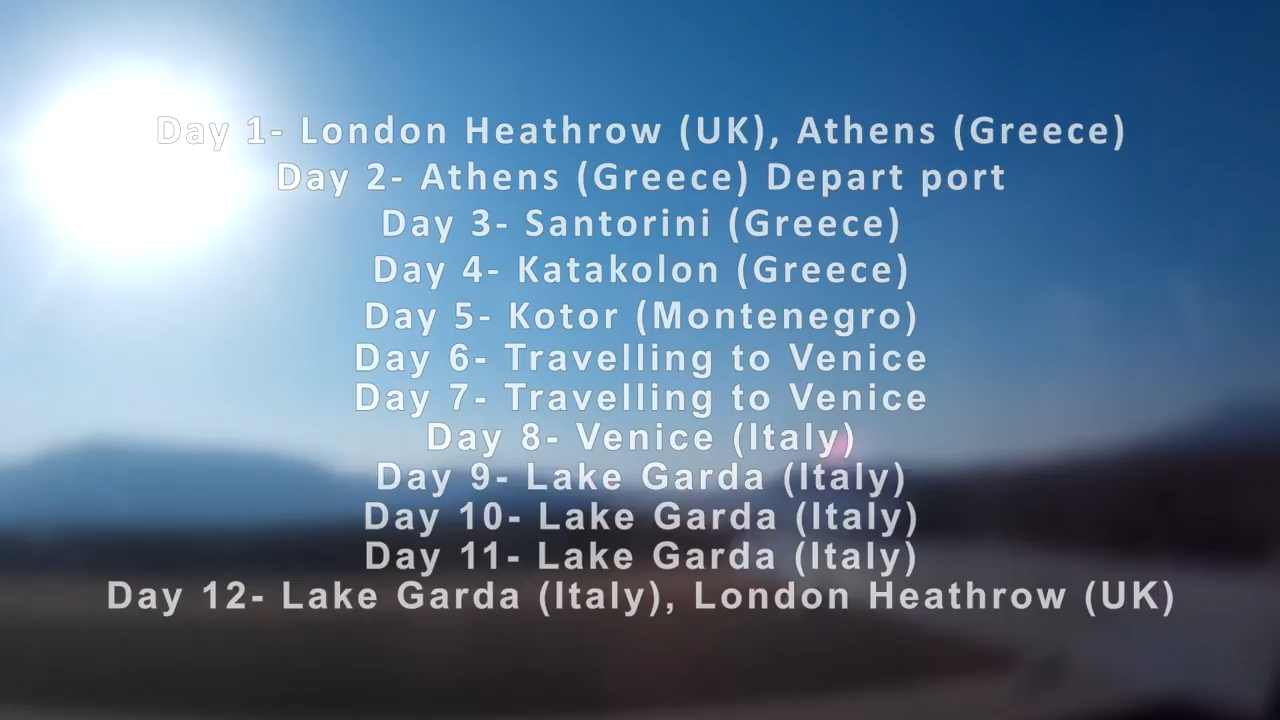 Day 1- London Heathrow (UK), Athens (Greece)
Day 2- Athens (Greece) Depart port
Day 3- Santorini (Greece)
Day 4- Katakolon (Greece)
Day 5- Kotor (Montenegro)
Day 6- Travelling to Venice
Day 7- Travelling to Venice
Day 8- Venice (Italy)
Day 9- Lake Garda (Italy)
Day 10- Lake Garda (Italy)
Day 11- Lake Garda (Italy)
Day 12- Lake Garda (Italy), London Heathrow (UK)